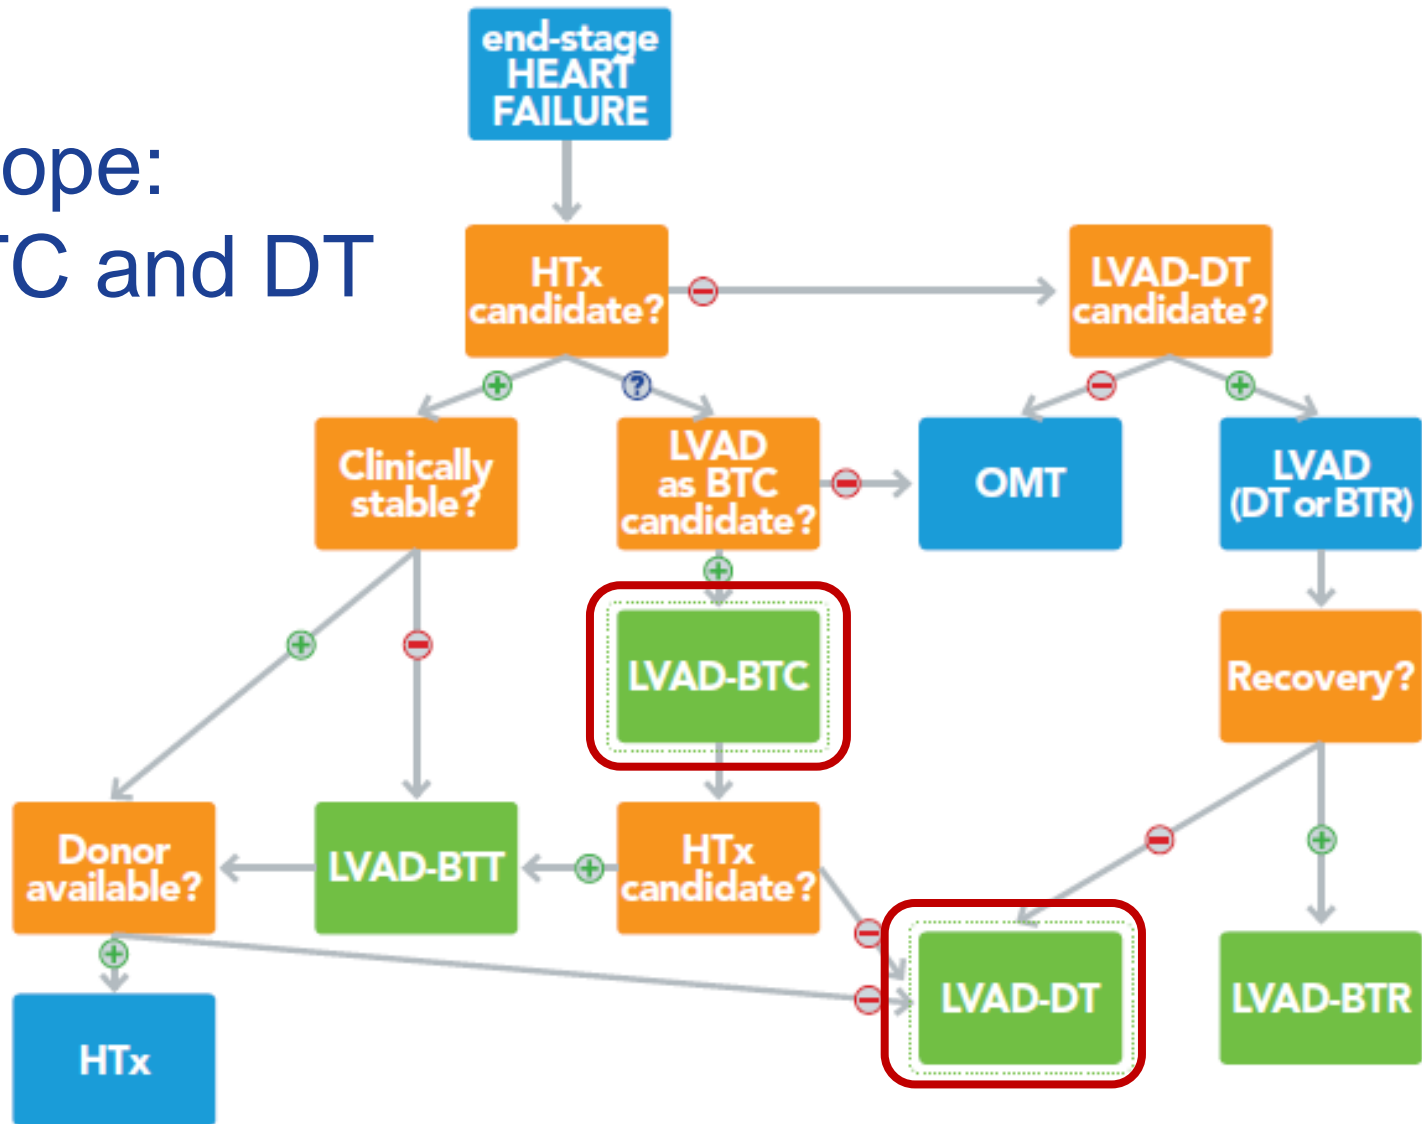 end-stage
HEART
FAILURE
ope:
TC and DT
HTx
candidate?
LVAD-DT
candidate?
Clinically
stable?
LVAD
as BTC
candidate?
OMT
LVAD
(DT or BTR)
LVAD-BTC
Recovery?
Donor
available?
LVAD-BTT
HTx
candidate?
LVAD-DT
LVAD-BTR
HTx